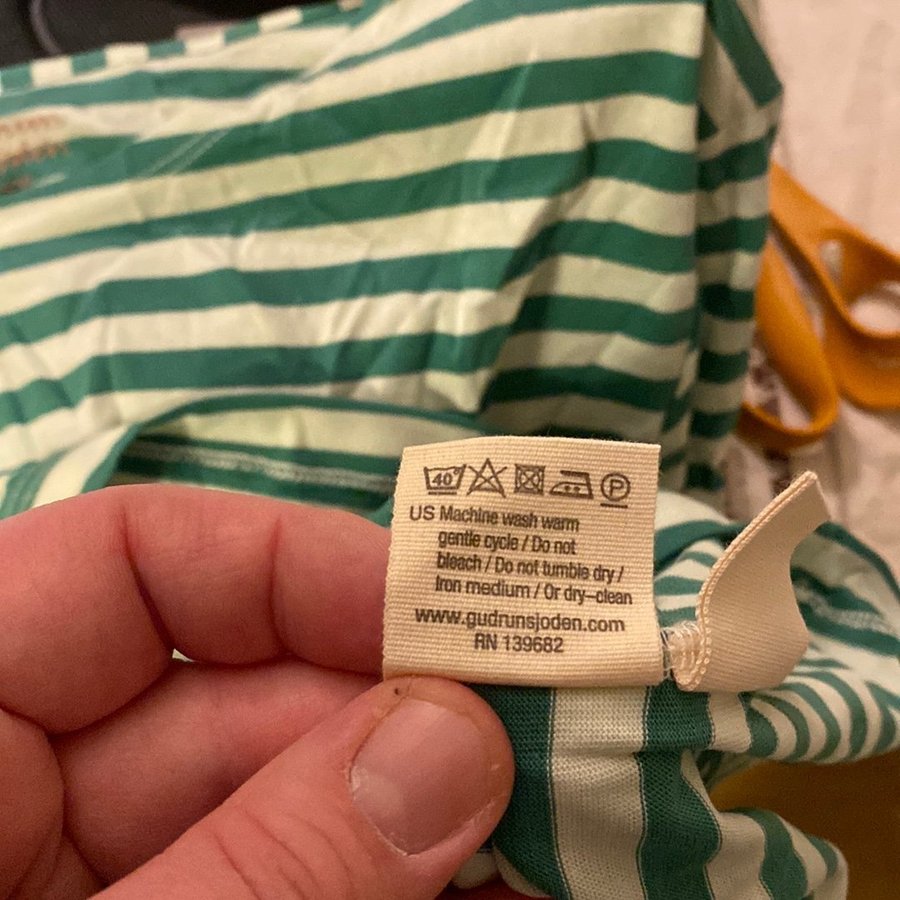 40°
P
US Machine wash warm
gentle cycle / Do not
bleach / Do not tumble dry /
Iron medium / Or dry-clean
www.gudrunsjoden.com
RN 139682